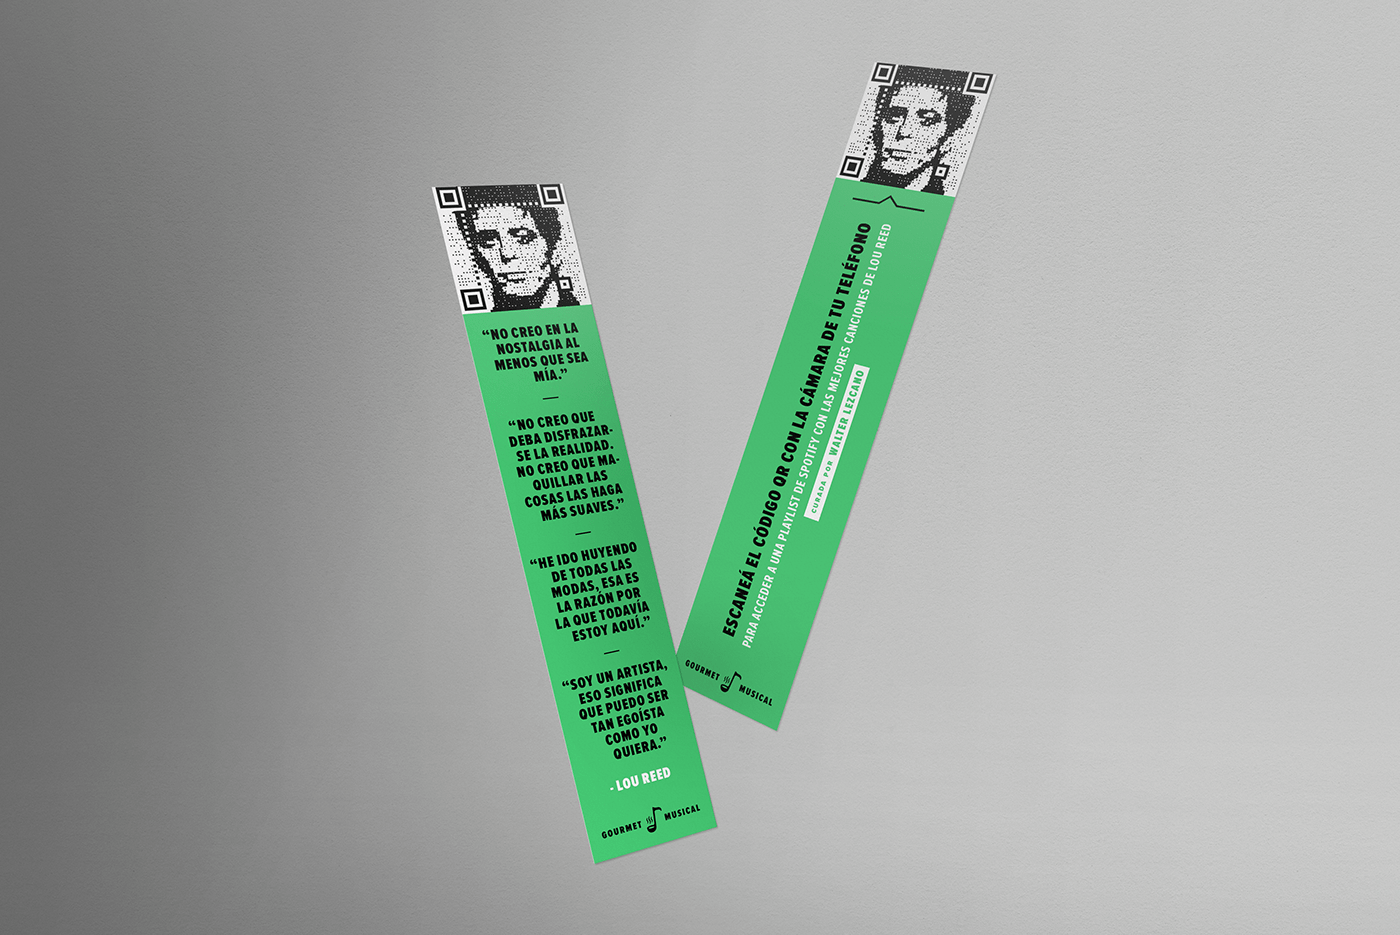 “NO CREO EN LA
NOSTALGIA AL
MENOS QUE SEA
MÍA.”
“NO CREO QUE
DEBA DISFRAZAR-
SE LA REALIDAD.
NO CREO QUE MA-
QUILLAR LAS
COSAS LAS HAGA
MÁS SUAVES.”
“HE IDO HUYENDO
DE TODAS LAS
MODAS, ESA ES
LA RAZÓN POR
LA QUE TODAVÍA
ESTOY AQUÍ.”
“SOY UN ARTISTA,
ESO SIGNIFICA
QUE PUEDO SER
TAN EGOÍSTA
COMO YO
QUIERA.”
- LOU REED
GOURMET MUSICAL
ESCANEÁ EL CÓDIGO QR CON LA CÁMARA DE TU TELÉFONO
PARA ACCEDER A UNA PLAYLIST DE SPOTIFY CON LAS MEJORES CANCIONES DE LOU REED
CURADA POR WALTER LEZCANO
GOURMET MUSICAL